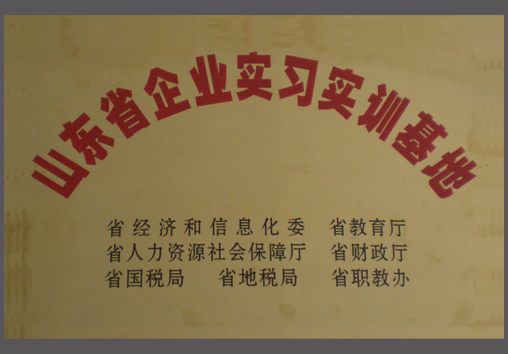 山东省企业实习实训基地
省经济和信息化委 省教育厅
省人力资源社会保障厅 省财政厅
省国税局 省地税局 省职教办